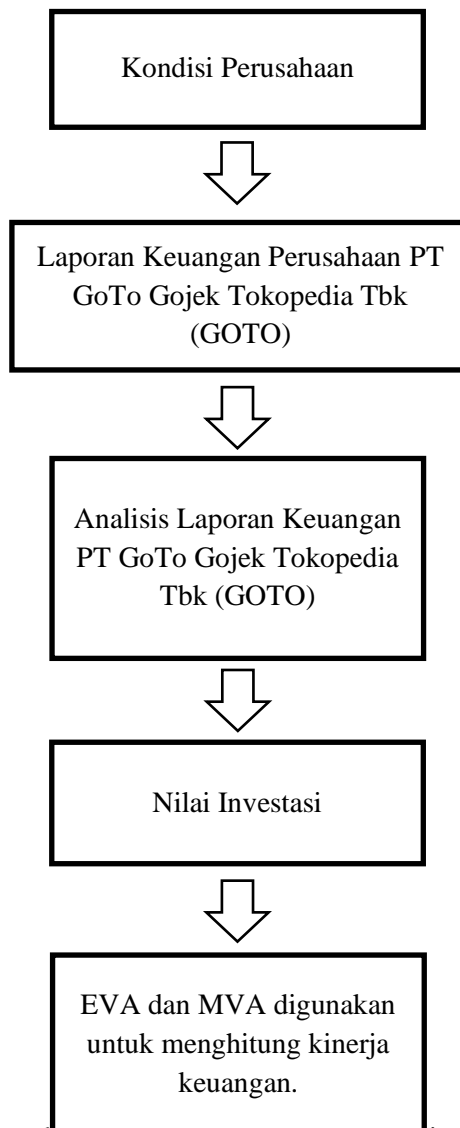 Kondisi Perusahaan
Laporan Keuangan Perusahaan PT
GoTo Gojek Tokopedia Tbk
(GOTO)
Analisis Laporan Keuangan
PT GoTo Gojek Tokopedia
Tbk (GOTO)
Nilai Investasi
EVA dan MVA digunakan
untuk menghitung kinerja
keuangan.